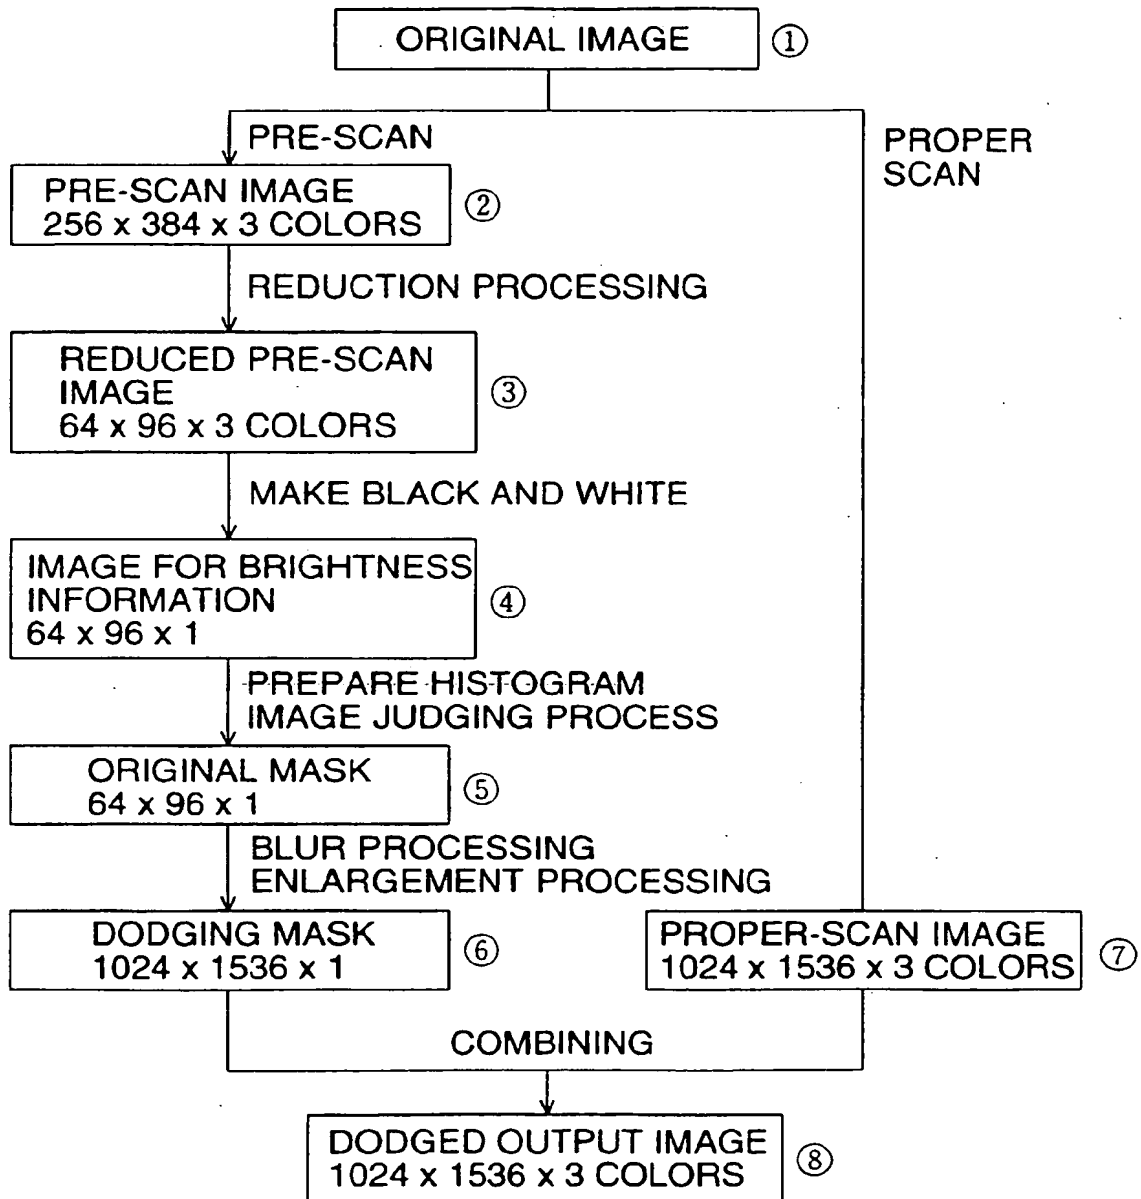 ORIGINAL IMAGE ①
PRE-SCAN
PROPER
SCAN
PRE-SCAN IMAGE
256 x 384 x 3 COLORS ②
REDUCTION PROCESSING
REDUCED PRE-SCAN
IMAGE
64 x 96 x 3 COLORS ③
MAKE BLACK AND WHITE
IMAGE FOR BRIGHTNESS
INFORMATION
64 x 96 x 1 ④
PREPARE HISTOGRAM
IMAGE JUDGING PROCESS
ORIGINAL MASK
64 x 96 x 1 ⑤
BLUR PROCESSING
ENLARGEMENT PROCESSING
DODGING MASK
1024 x 1536 x 1 ⑥
PROPER-SCAN IMAGE
1024 x 1536 x 3 COLORS ⑦
COMBINING
DODGED OUTPUT IMAGE
1024 x 1536 x 3 COLORS ⑧